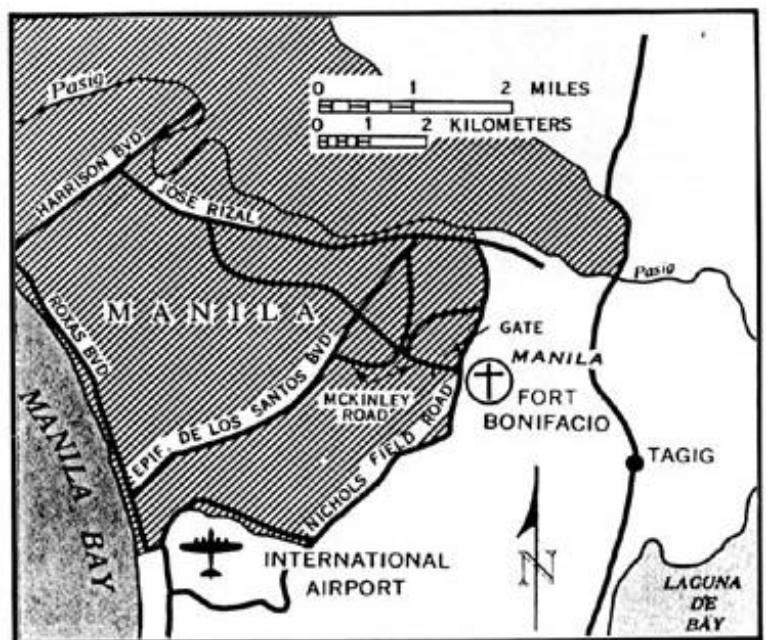 Pasig
0 1 2 MILES
0 1 2 KILOMETERS
HARRISON BVD
JOSE RIZAL
Pasig
ROXAS BVD.
MANILA
GATE
MANILA
FORT
BONIFACIO
MCKINLEY
ROAD
EPIF. DE LOS SANTOS BVD.
NICHOLS FIELD ROAD
MANILA BAY
TAGIG
INTERNATIONAL
AIRPORT
N
LAGUNA
DE
BAY